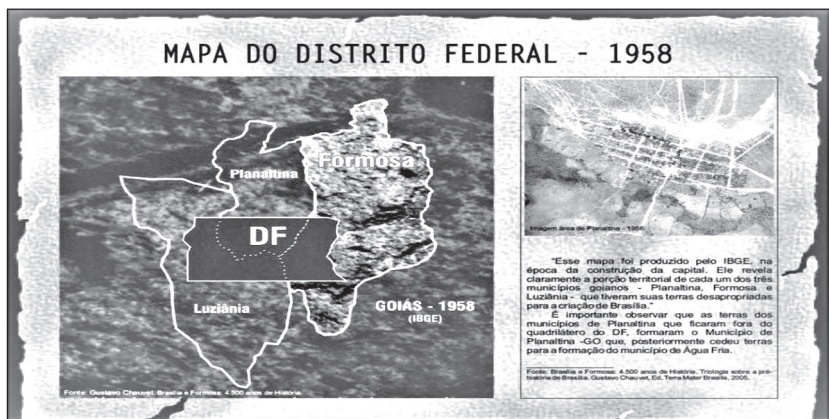 MAPA DO DISTRITO FEDERAL - 1958
Formosa
Planaltina
DF
Luziânia
GOIÁS - 1958
(IBGE)
Fonte: Gustavo Chauvet. Brasília e Formosa: 4.500 anos de História.
Imagem área de Planaltina - 1958
"Esse mapa foi produzido pelo IBGE, na
época da construção da capital. Ele revela
claramente a porção territorial de cada um dos três
municípios goianos - Planaltina, Formosa e
Luziânia - que tiveram suas terras desapropriadas
para a criação de Brasília."
É importante observar que as terras dos
municípios de Planaltina que ficaram fora do
quadrilátero do DF, formaram o Município de
Planaltina -GO que, posteriormente cedeu terras
para a formação do município de Água Fria.
Fonte: Brasília e Formosa: 4.500 anos de História. Triologia sobre a pré-
história de Brasília. Gustavo Chauvet, Ed. Terra Mater Brasilis, 2005.